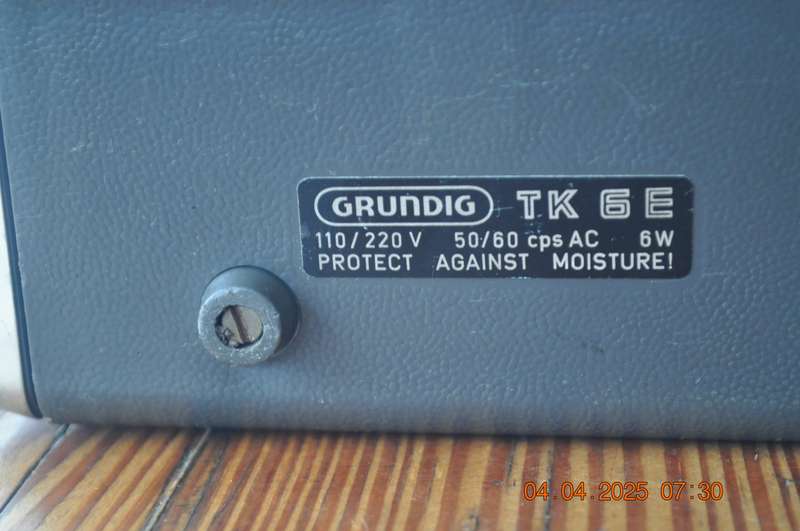 GRUNDIG TK 6 E
110/220 V 50/60 cps AC 6W
PROTECT AGAINST MOISTURE!
04.04.2025 07:30